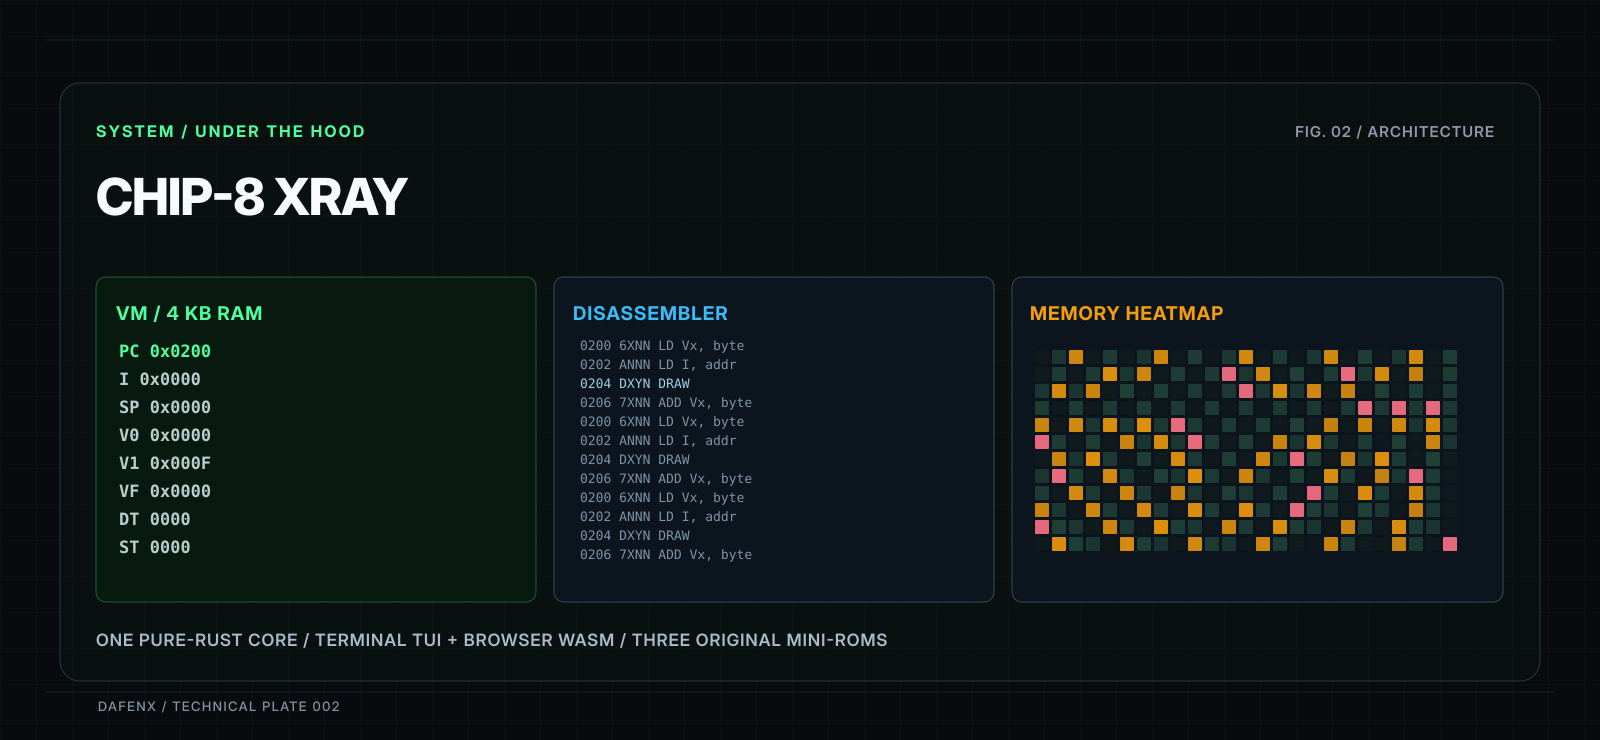 SYSTEM / UNDER THE HOOD
FIG. 02 / ARCHITECTURE
CHIP-8 XRAY
VM / 4 KB RAM
PC 0x0200
I 0x0000
SP 0x0000
V0 0x0000
V1 0x000F
VF 0x0000
DT 0000
ST 0000
DISASSEMBLER
0200 6XNN LD Vx, byte
0202 ANNN LD I, addr
0204 DXYN DRAW
0206 7XNN ADD Vx, byte
0200 6XNN LD Vx, byte
0202 ANNN LD I, addr
0204 DXYN DRAW
0206 7XNN ADD Vx, byte
0200 6XNN LD Vx, byte
0202 ANNN LD I, addr
0204 DXYN DRAW
0206 7XNN ADD Vx, byte
MEMORY HEATMAP
ONE PURE-RUST CORE / TERMINAL TUI + BROWSER WASM / THREE ORIGINAL MINI-ROMS
DAFENX / TECHNICAL PLATE 002